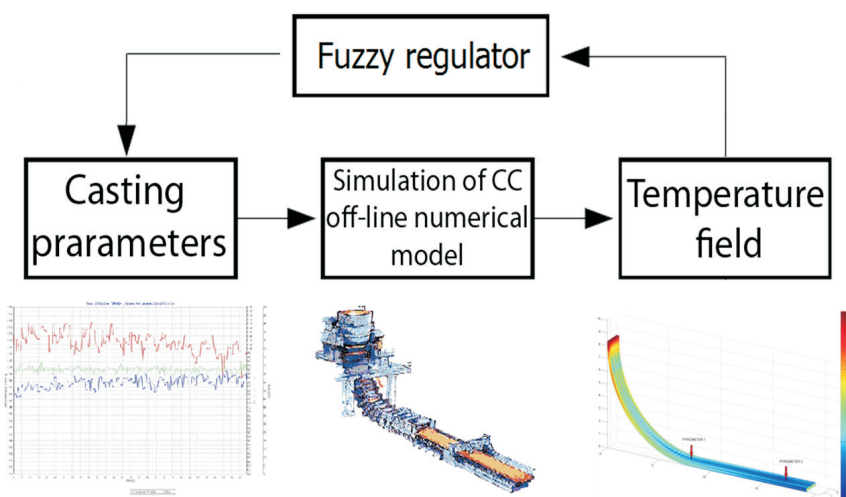 Fuzzy regulator
Casting
prarameters
Simulation of CC
off-line numerical
model
Temperature
field
PYROMETER 1
PYROMETER 2